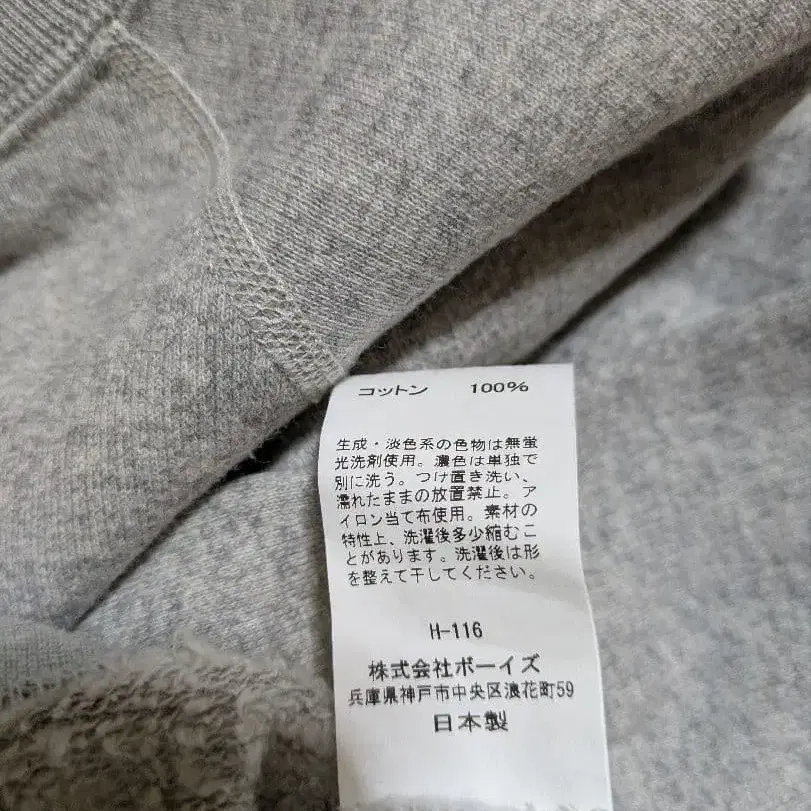 コットン 100%
生成・淡色系の色物は無蛍
光洗剤使用。濃色は単独で
別に洗う。つけ置き洗い、
濡れたままの放置禁止。ア
イロン当て布使用。素材の
特性上、洗濯後多少縮むこ
とがあります。洗濯後は形
を整えて干してください。
H-116
株式会社ボーイズ
兵庫県神戸市中央区浪花町59
日本製